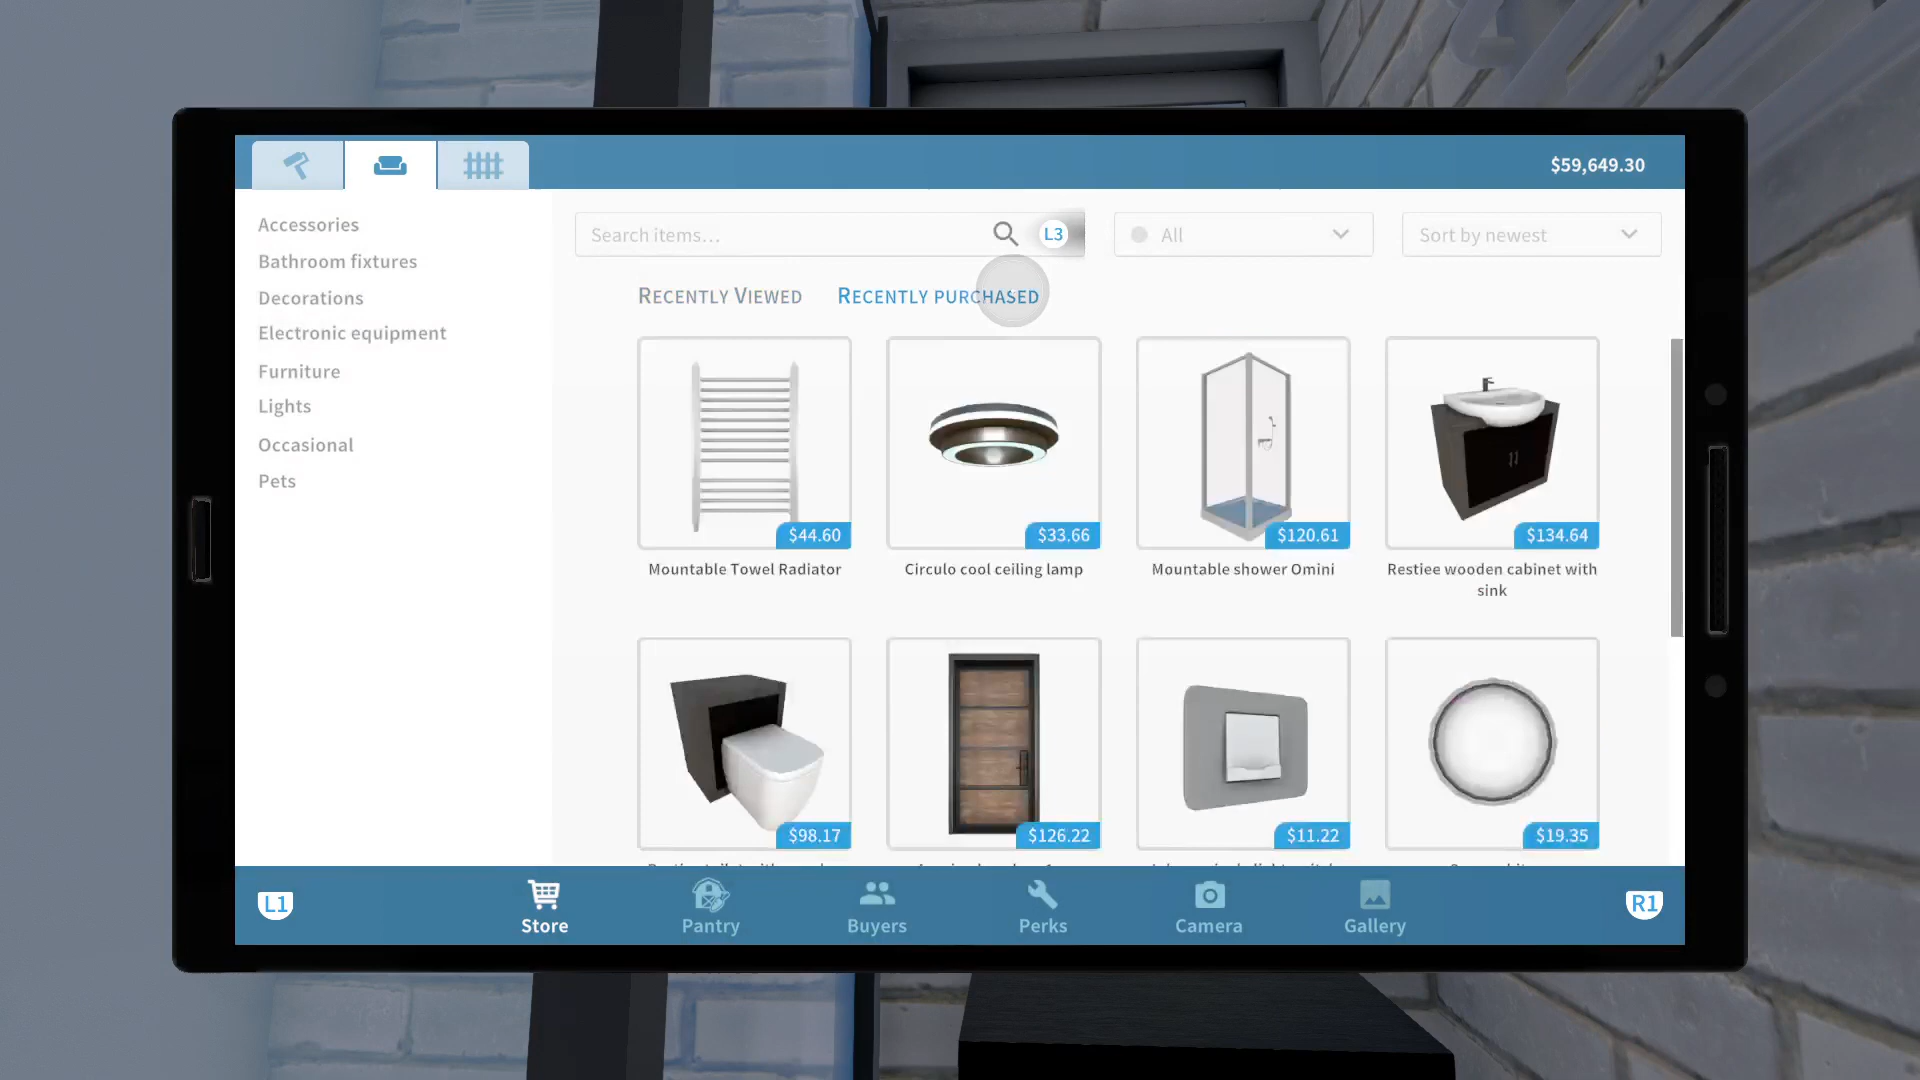 $59,649.30
Accessories
Bathroom fixtures
Decorations
Electronic equipment
Furniture
Lights
Occasional
Pets
Search items...
L3
All
Sort by newest
RECENTLY VIEWED
RECENTLY PURCHASED
$44.60
$33.66
$120.61
$134.64
Mountable Towel Radiator
Circulo cool ceiling lamp
Mountable shower Omini
Restiee wooden cabinet with
sink
$98.17
$126.22
$11.22
$19.35
L1
Store
Pantry
Buyers
Perks
Camera
Gallery
R1